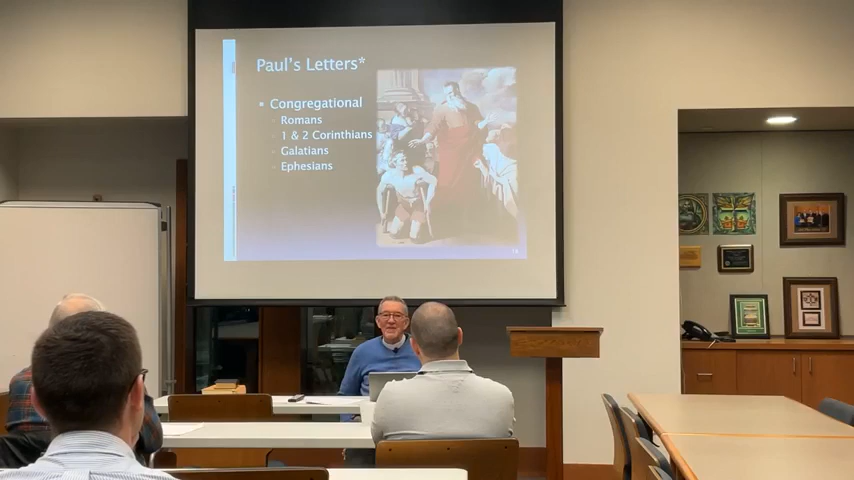 Paul's Letters*
▪ Congregational
Romans
1 & 2 Corinthians
Galatians
Ephesians